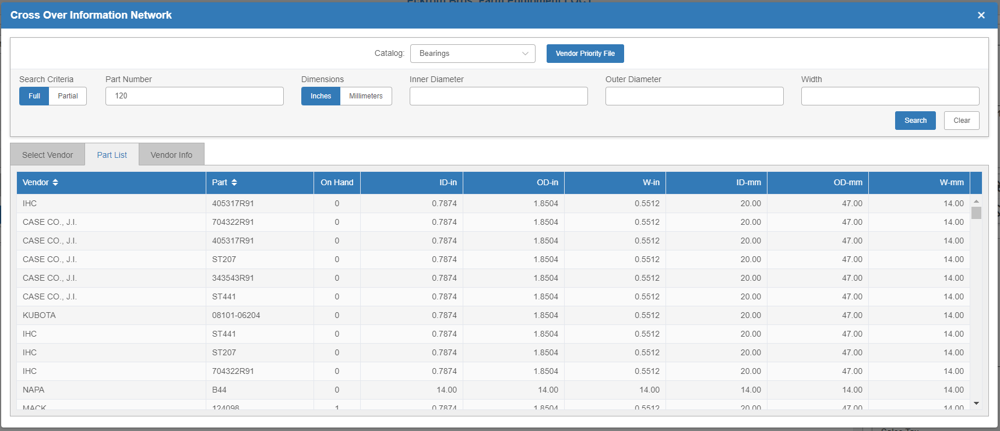 Cross Over Information Network
Catalog: Bearings Vendor Priority File
Search Criteria Part Number Dimensions Inner Diameter Outer Diameter Width
Full Partial 120 Inches Millimeters
Search Clear
Select Vendor Part List Vendor Info
Vendor Part On Hand ID-in OD-in W-in ID-mm OD-mm W-mm
IHC 405317R91 0 0.7874 1.8504 0.5512 20.00 47.00 14.00
CASE CO., J.I. 704322R91 0 0.7874 1.8504 0.5512 20.00 47.00 14.00
CASE CO., J.I. 405317R91 0 0.7874 1.8504 0.5512 20.00 47.00 14.00
CASE CO., J.I. ST207 0 0.7874 1.8504 0.5512 20.00 47.00 14.00
CASE CO., J.I. 343543R91 0 0.7874 1.8504 0.5512 20.00 47.00 14.00
CASE CO., J.I. ST441 0 0.7874 1.8504 0.5512 20.00 47.00 14.00
KUBOTA 08101-06204 0 0.7874 1.8504 0.5512 20.00 47.00 14.00
IHC ST441 0 0.7874 1.8504 0.5512 20.00 47.00 14.00
IHC ST207 0 0.7874 1.8504 0.5512 20.00 47.00 14.00
IHC 704322R91 0 0.7874 1.8504 0.5512 20.00 47.00 14.00
NAPA B44 0 14.00 14.00 14.00 14.00 14.00 14.00
MACK 124098 1 0.7874 1.8504 0.5512 20.00 47.00 14.00